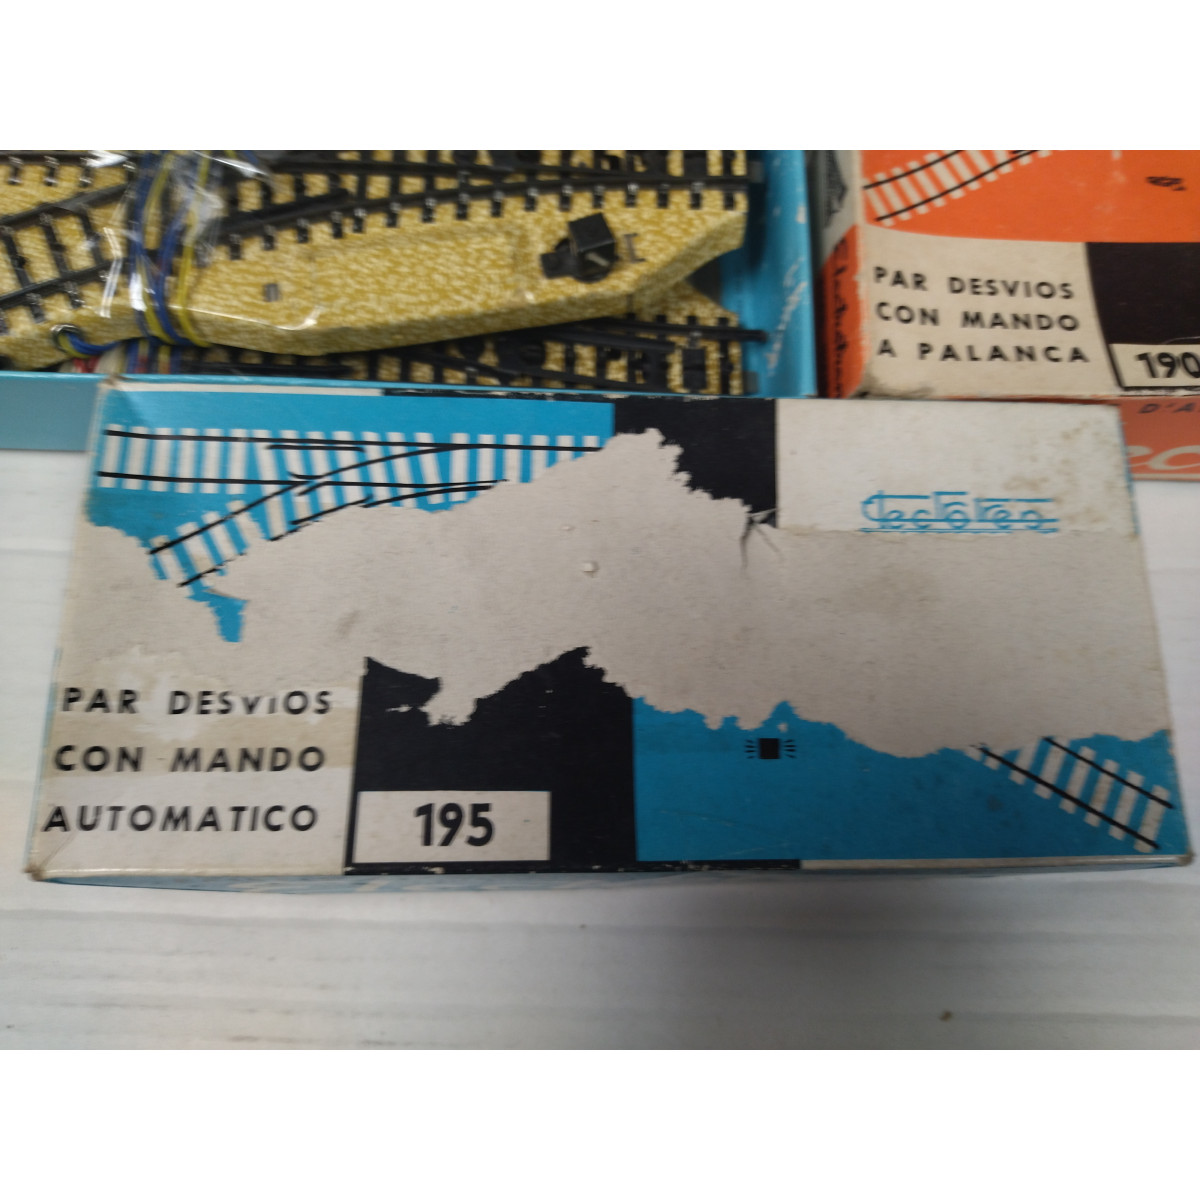 PAR DESVIOS
CON MANDO
A PALANCA
190
D'A
ElectroTren
PAR DESVIOS
CON MANDO
AUTOMATICO
195